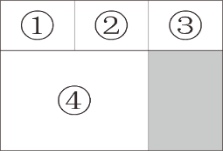 ① ② ③
④